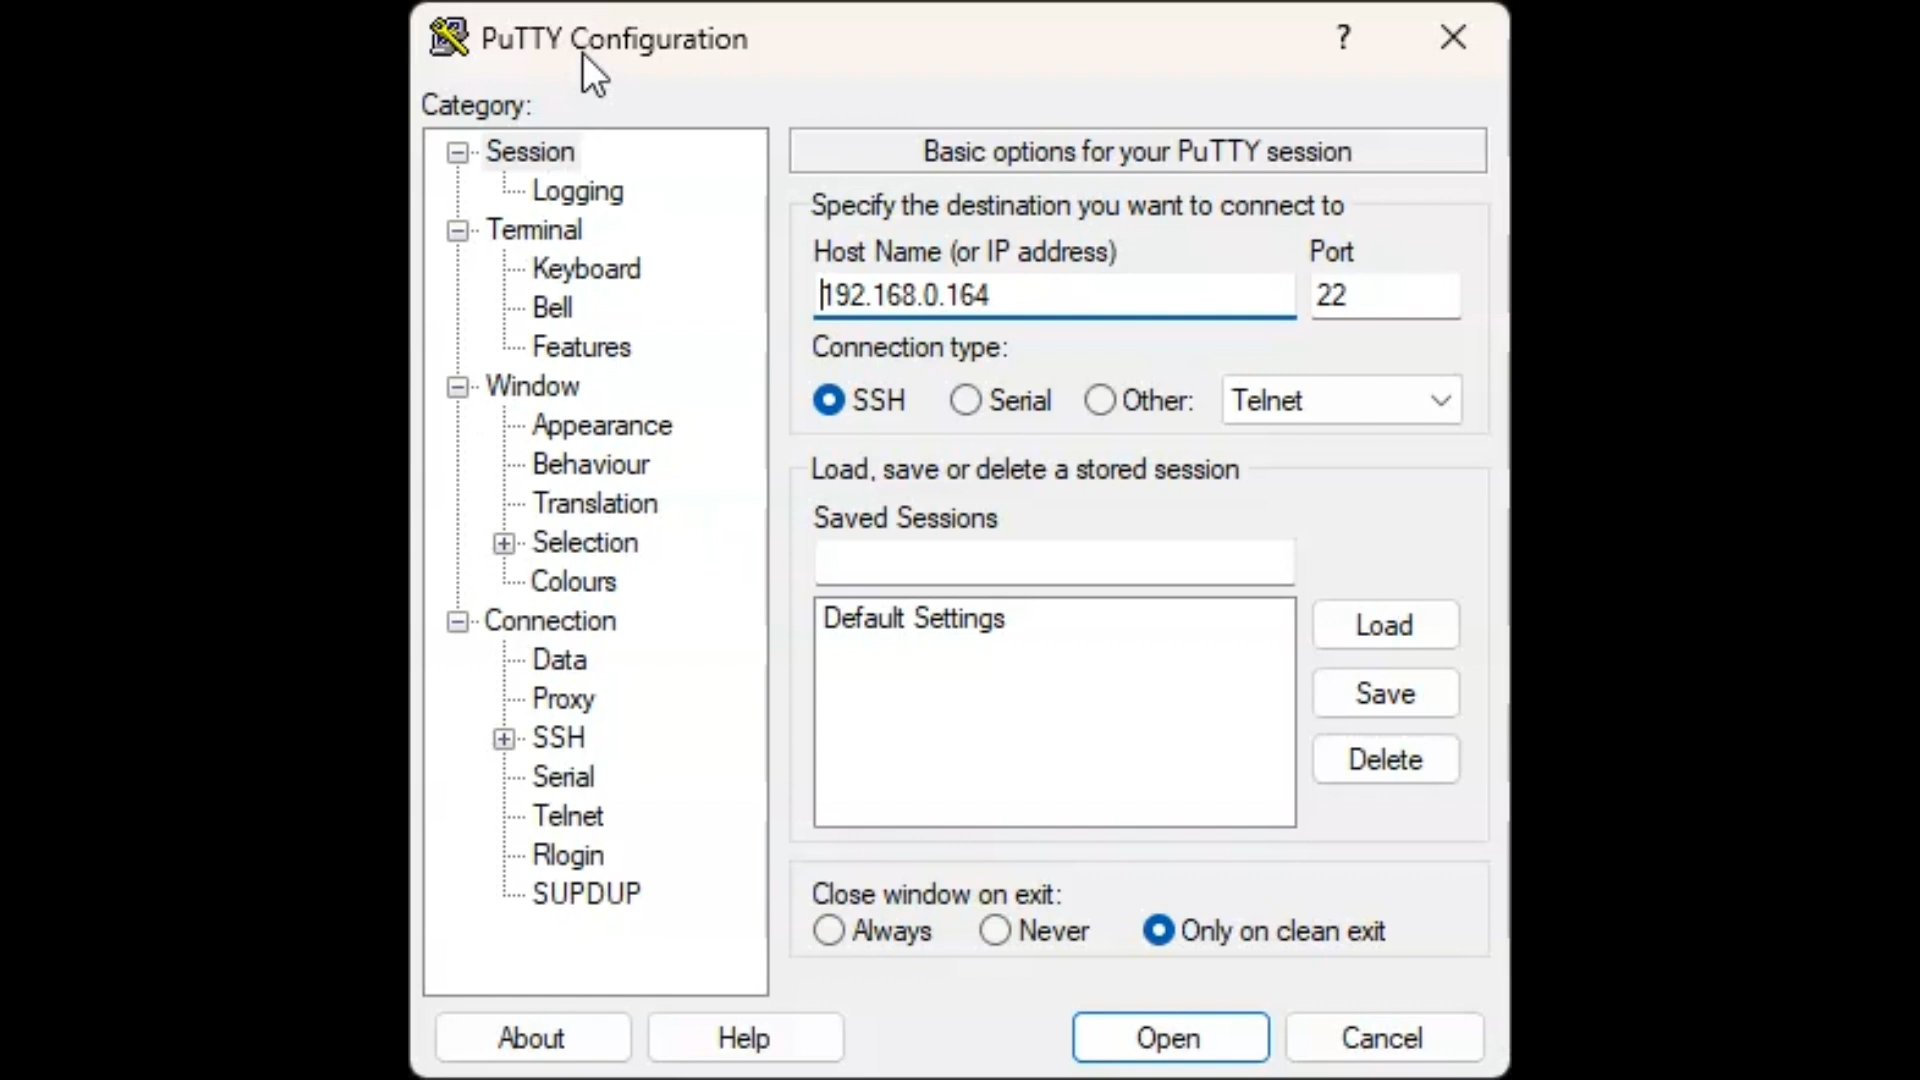 PuTTY Configuration
?
Category:
Session
Logging
Terminal
Keyboard
Bell
Features
Window
Appearance
Behaviour
Translation
Selection
Colours
Connection
Data
Proxy
SSH
Serial
Telnet
Rlogin
SUPDUP
Basic options for your PuTTY session
Specify the destination you want to connect to
Host Name (or IP address) Port
192.168.0.164 22
Connection type:
SSH Serial Other: Telnet
Load, save or delete a stored session
Saved Sessions
Default Settings
Load
Save
Delete
Close window on exit:
Always Never Only on clean exit
About Help Open Cancel